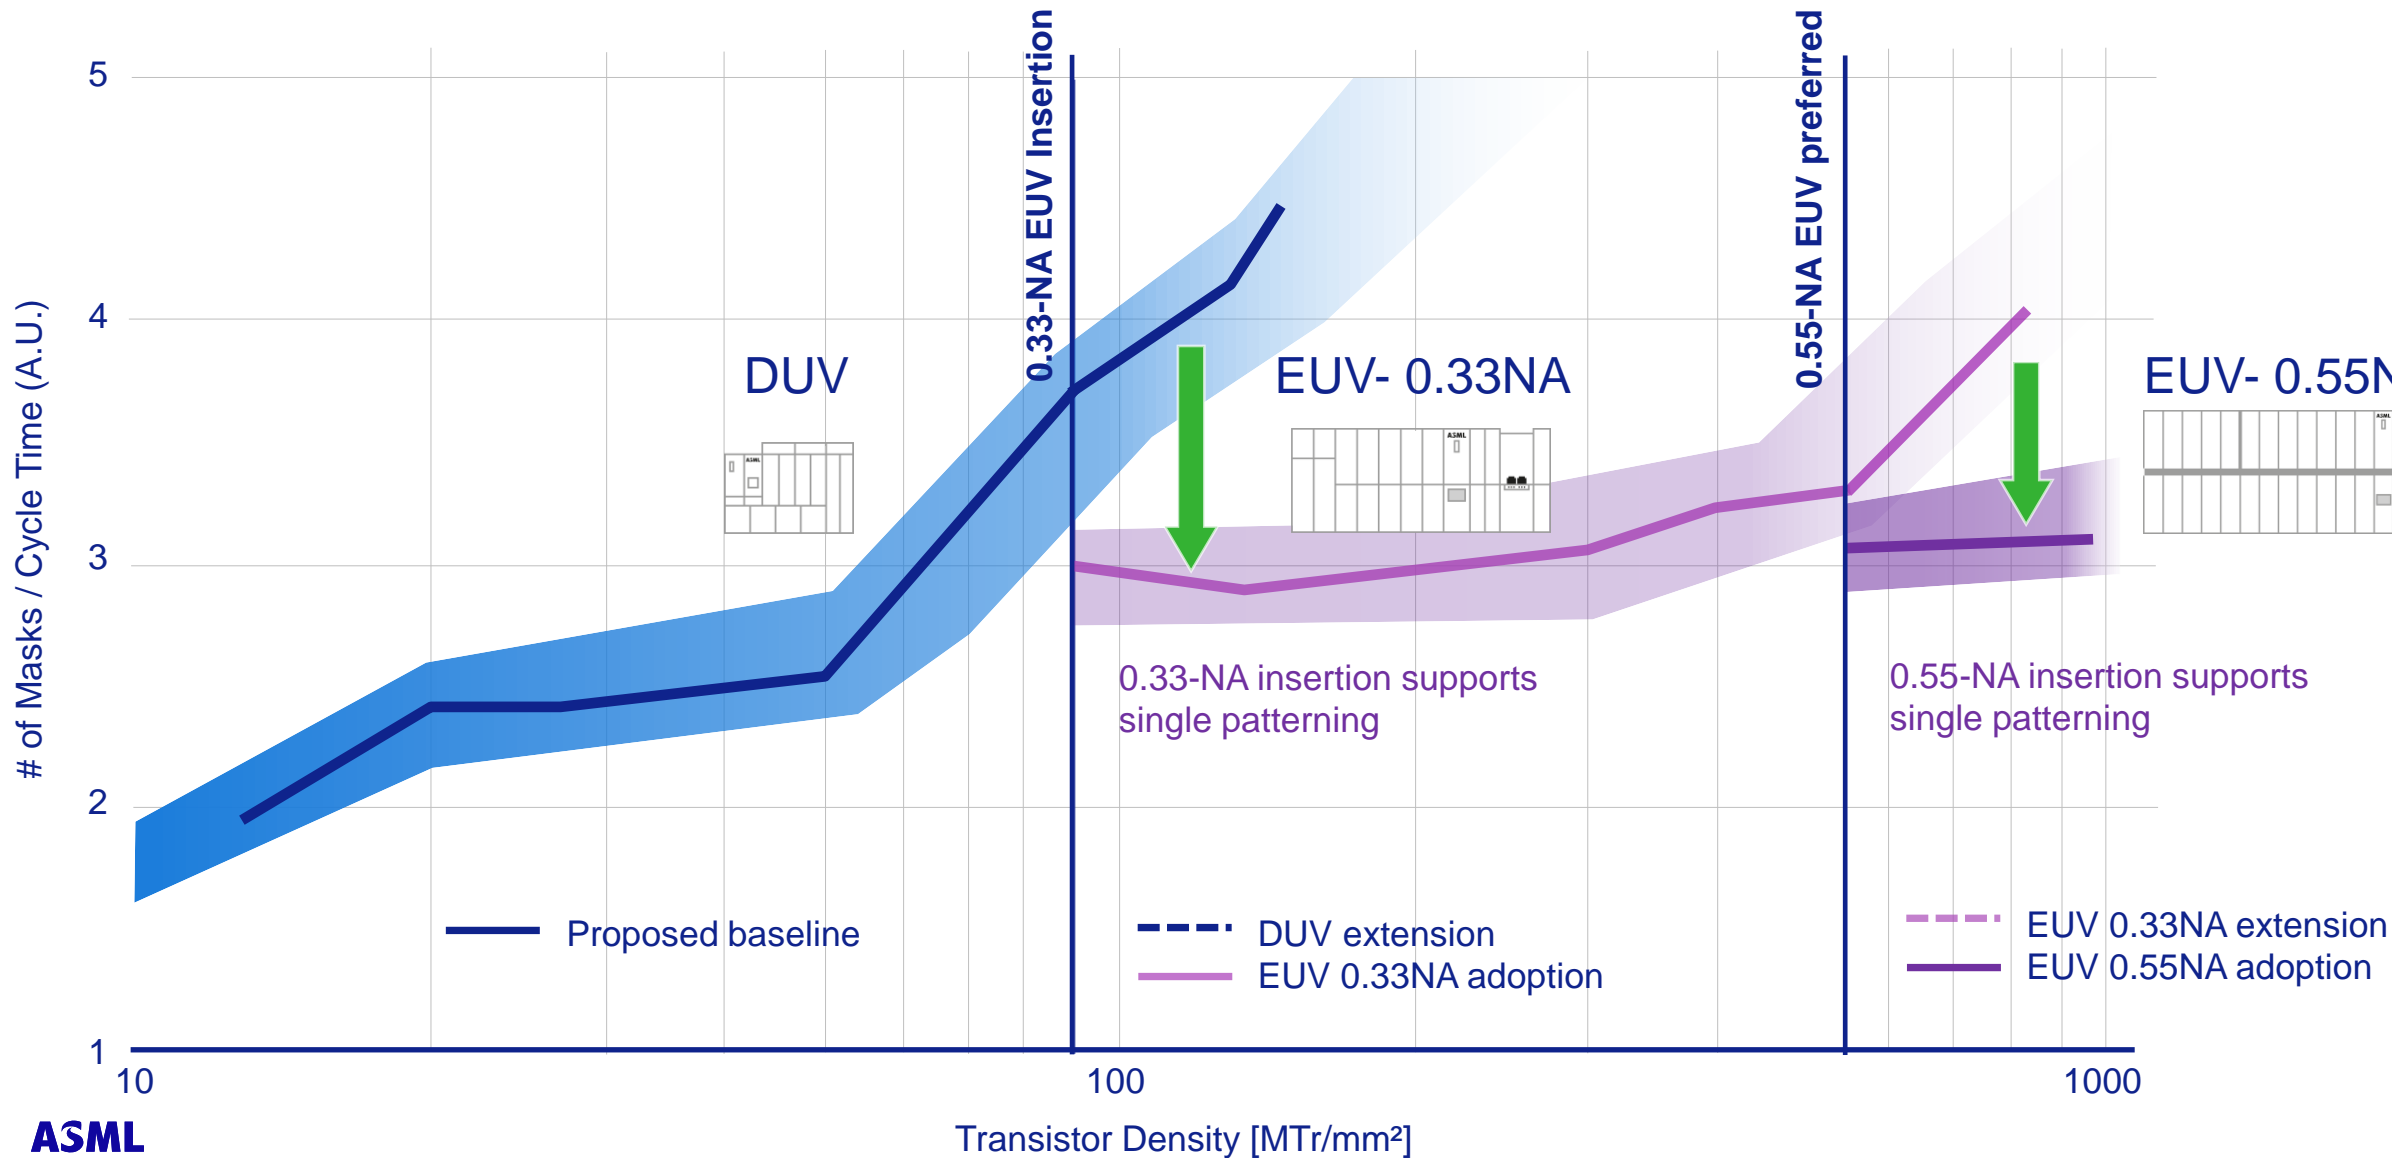 0.33-NA EUV Insertion
0.55-NA EUV preferred
5
4
3
2
1
# of Masks / Cycle Time (A.U.)
DUV
EUV- 0.33NA
EUV- 0.55N
ASML
ASML
ASML
0.33-NA insertion supports
single patterning
0.55-NA insertion supports
single patterning
Proposed baseline
DUV extension
EUV 0.33NA adoption
EUV 0.33NA extension
EUV 0.55NA adoption
10
100
1000
Transistor Density [MTr/mm²]
ASML